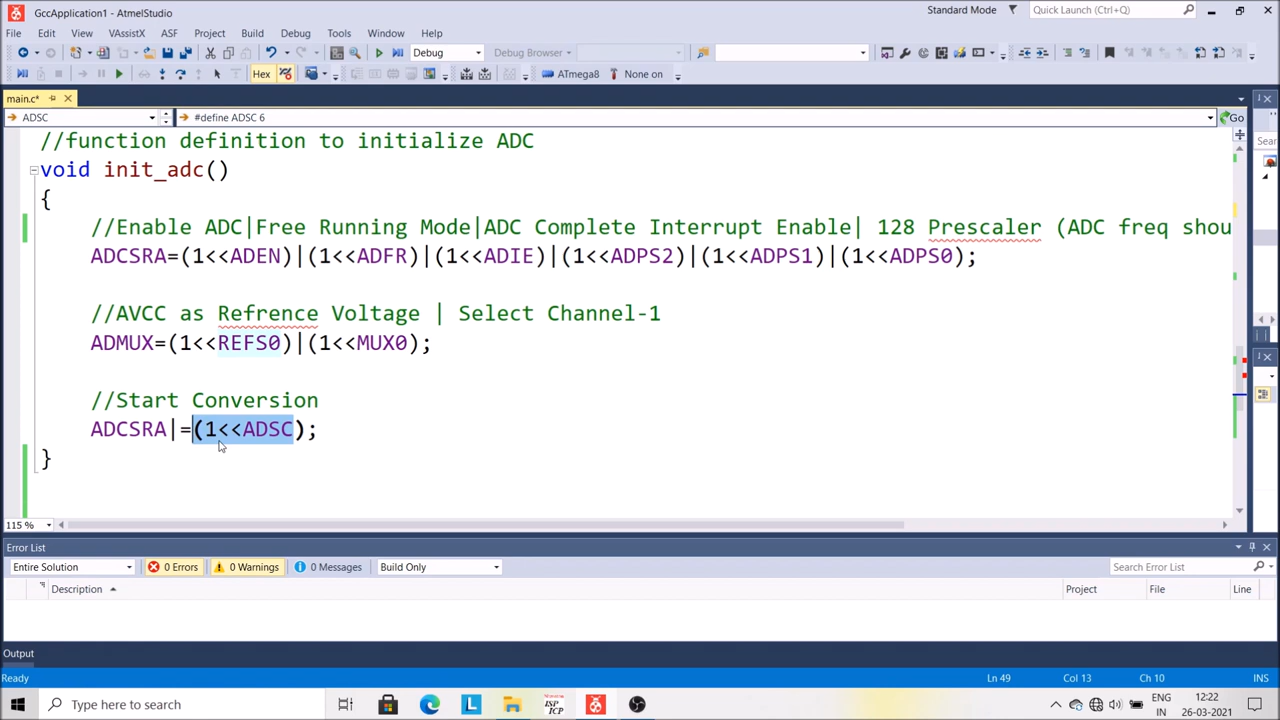 GccApplication1 - AtmelStudio
Standard Mode
Quick Launch (Ctrl+Q)
File Edit View VAssistX ASF Project Build Debug Tools Window Help
Debug
Debug Browser
Hex
ATmega8
None on
main.c*
ADSC
#define ADSC 6
Go
Sear
//function definition to initialize ADC
void init_adc()
{
//Enable ADC|Free Running Mode|ADC Complete Interrupt Enable| 128 Prescaler (ADC freq shou
ADCSRA=(1<<ADEN)|(1<<ADFR)|(1<<ADIE)|(1<<ADPS2)|(1<<ADPS1)|(1<<ADPS0);
//AVCC as Refrence Voltage | Select Channel-1
ADMUX=(1<<REFS0)|(1<<MUX0);
//Start Conversion
ADCSRA|=(1<<ADSC);
}
115 %
Error List
Entire Solution
0 Errors
0 Warnings
0 Messages
Build Only
Search Error List
Description
Project
File
Line
Output
Ready
Ln 49
Col 13
Ch 10
INS
Type here to search
L
ISP
ICP
ENG
IN
12:22
26-03-2021